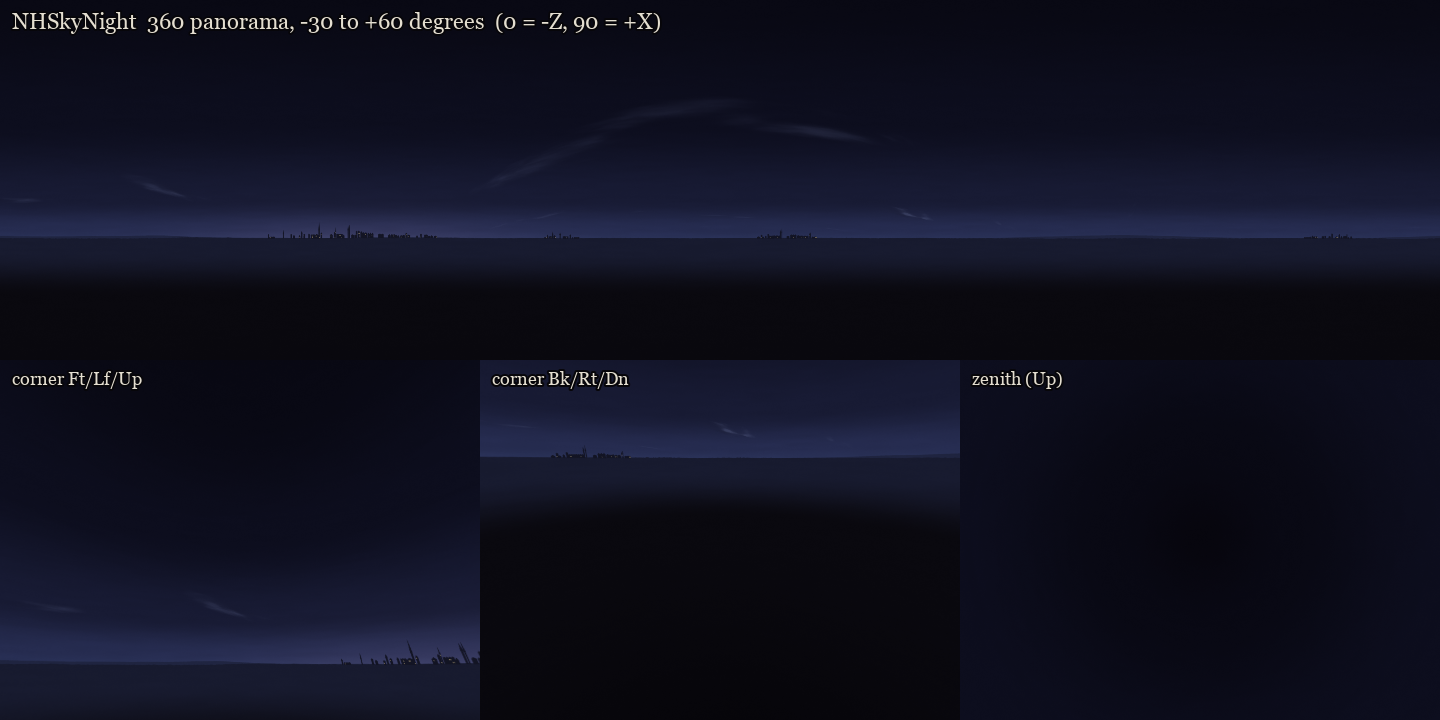 NHSkyNight  360 panorama, -30 to +60 degrees  (0 = -Z, 90 = +X)
corner Ft/Lf/Up
corner Bk/Rt/Dn
zenith (Up)